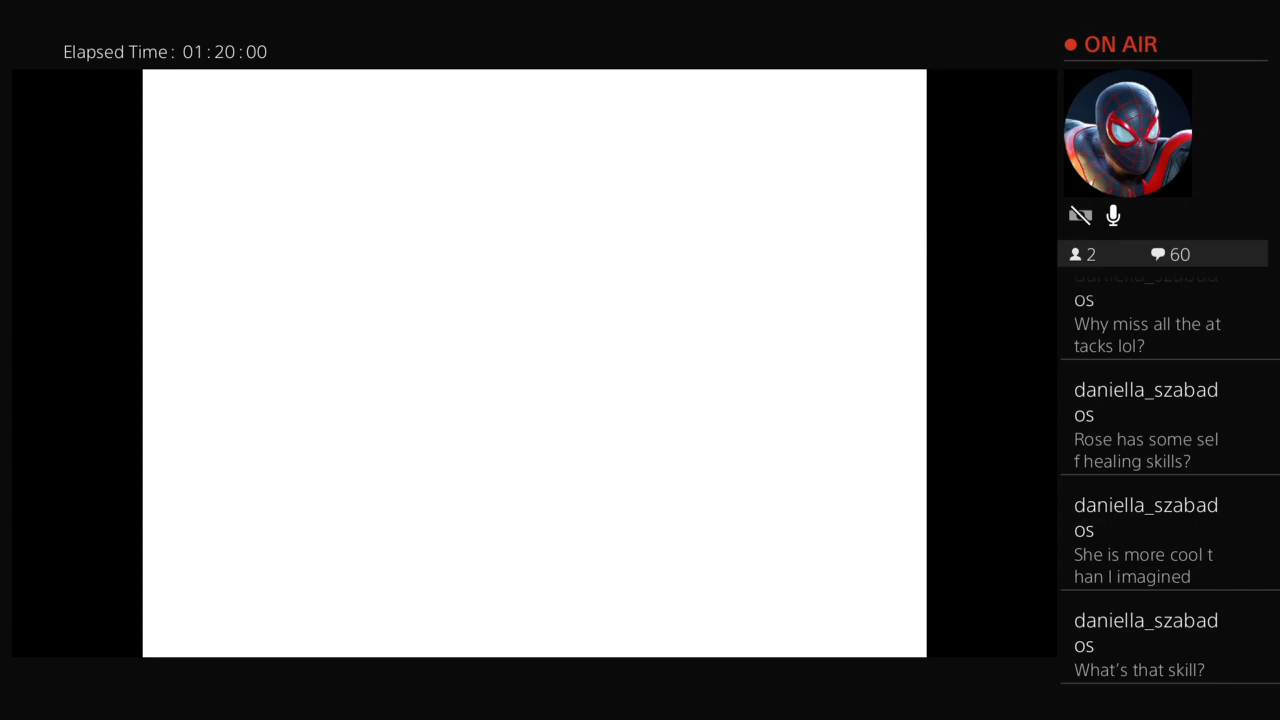 Elapsed Time: 01:20:00
ON AIR
2 60
daniella_szabad
os
Why miss all the at
tacks lol?
daniella_szabad
os
Rose has some sel
f healing skills?
daniella_szabad
os
She is more cool t
han I imagined
daniella_szabad
os
What's that skill?